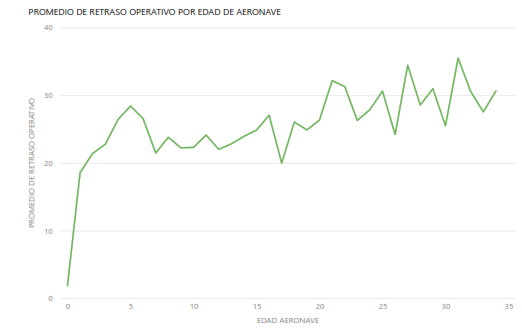 PROMEDIO DE RETRASO OPERATIVO POR EDAD DE AERONAVE
PROMEDIO DE RETRASO OPERATIVO
40
30
20
10
0
0 5 10 15 20 25 30 35
EDAD AERONAVE